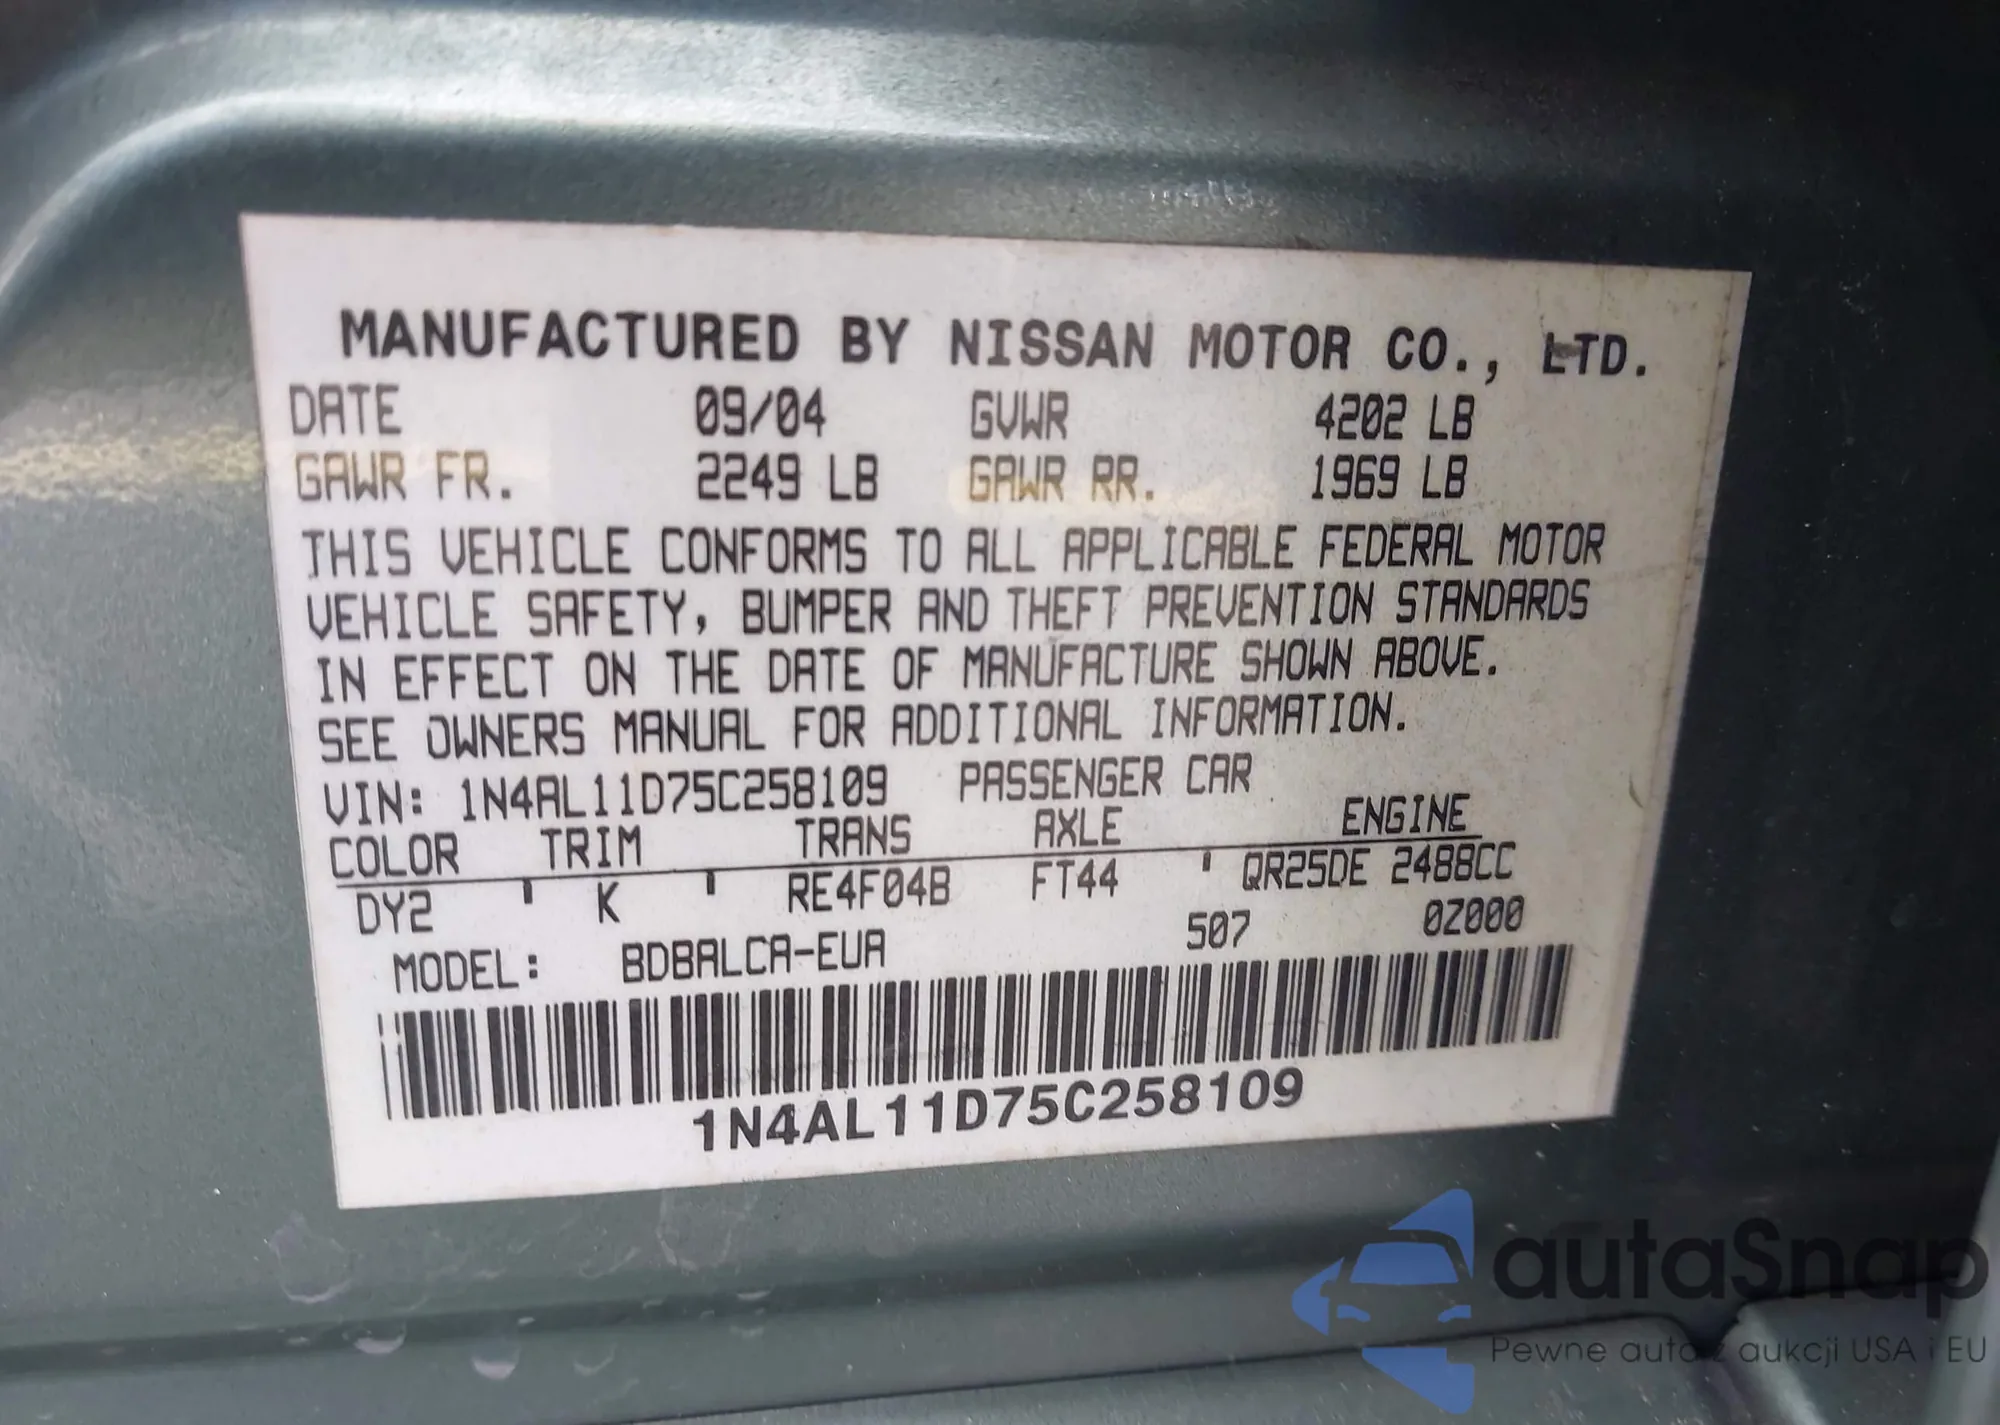 MANUFACTURED BY NISSAN MOTOR CO., LTD.
DATE 09/04 GVWR 4202 LB
GAWR FR. 2249 LB GAWR RR. 1969 LB
THIS VEHICLE CONFORMS TO ALL APPLICABLE FEDERAL MOTOR
VEHICLE SAFETY, BUMPER AND THEFT PREVENTION STANDARDS
IN EFFECT ON THE DATE OF MANUFACTURE SHOWN ABOVE.
SEE OWNERS MANUAL FOR ADDITIONAL INFORMATION.
VIN: 1N4AL11D75C258109 PASSENGER CAR
COLOR TRIM TRANS AXLE ENGINE
DY2 ' K ' RE4F04B FT44 ' QR25DE 2488CC
507 0Z000
MODEL: BDBALCA-EUA
1N4AL11D75C258109
autaSnap
Pewne auta z aukcji USA i EU